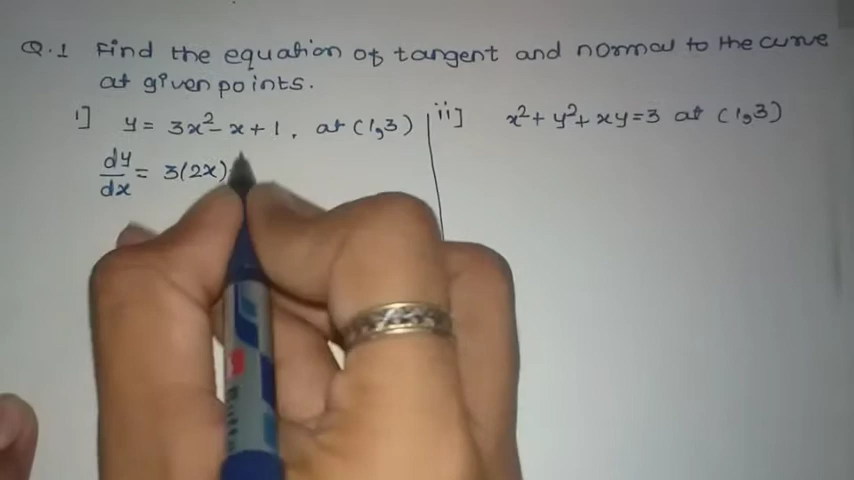 Q.1 Find the equation of tangent and normal to the curve
at given points.
i] y = 3x² - x + 1, at (1,3)
dy/dx = 3(2x)
ii] x² + y² + xy = 3 at (1,3)